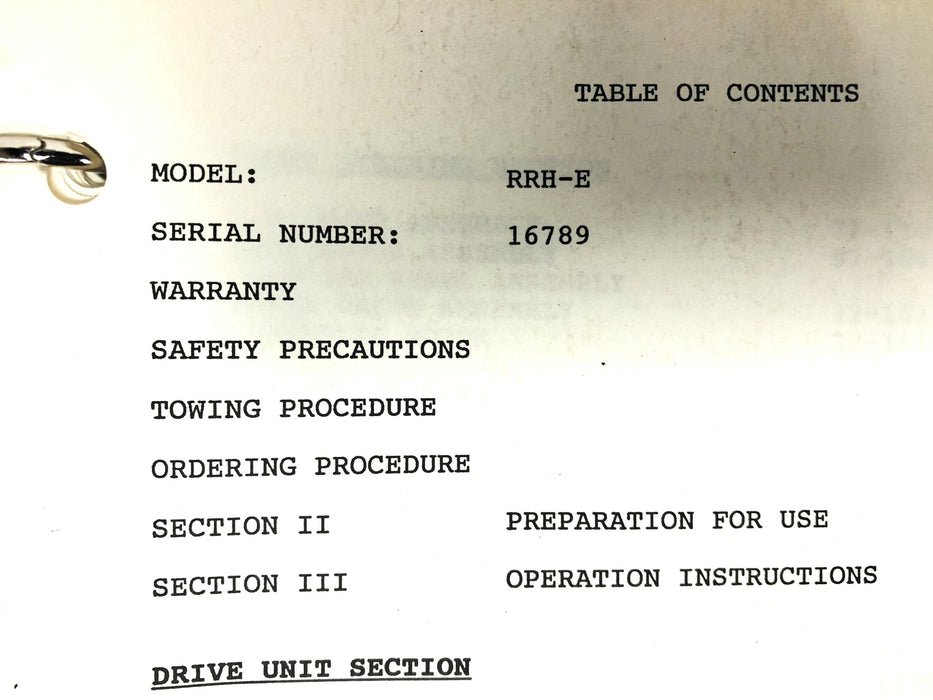 TABLE OF CONTENTS
MODEL: RRH-E
SERIAL NUMBER: 16789
WARRANTY
SAFETY PRECAUTIONS
TOWING PROCEDURE
ORDERING PROCEDURE
SECTION II PREPARATION FOR USE
SECTION III OPERATION INSTRUCTIONS
DRIVE UNIT SECTION